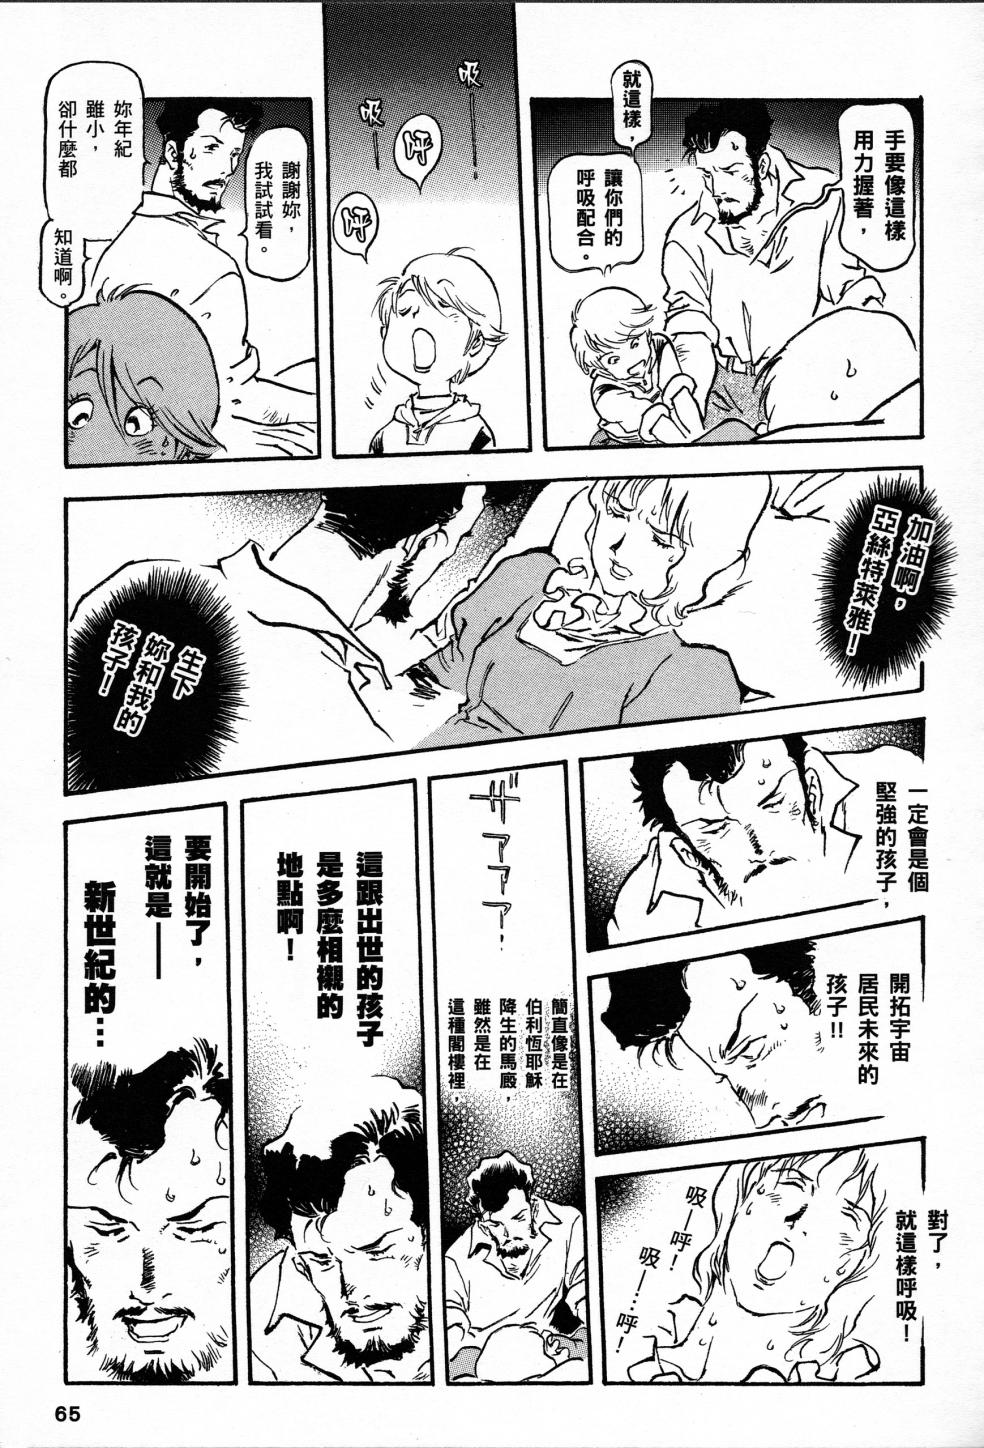 手要像這樣
用力握著，
就這樣，
讓你們的
呼吸配合。
吸——
吸——
呼
呼
謝謝妳，
我試試看。
妳年紀
雖小，
卻什麼都
知道啊。
加油啊，
亞絲特萊雅！
生下
妳和我的
孩子！
一定會是個
堅強的孩子，
開拓宇宙
居民未來的
孩子!!
對了，
就這樣呼吸！
吸—呼！
吸—…呼！
ザアアアア…
簡直像是在
伯利恆耶穌
降生的馬廄，
雖然是在
這種閣樓裡，
這跟出世的孩子
是多麼相襯的
地點啊！
要開始了，
這就是——
新世紀的…
65